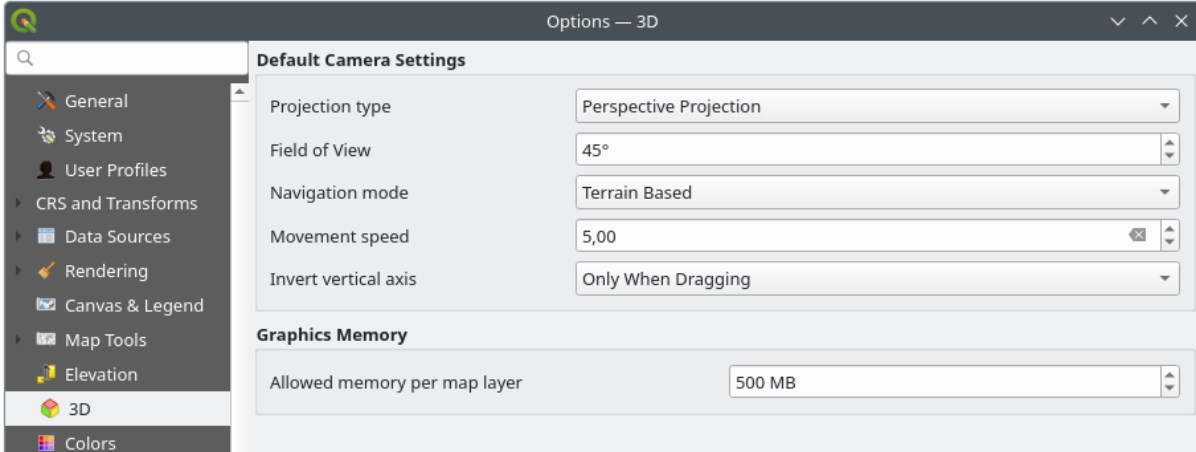 Options — 3D
Default Camera Settings
General
Projection type Perspective Projection
System
Field of View 45°
User Profiles
Navigation mode Terrain Based
CRS and Transforms
Data Sources
Movement speed 5,00
Rendering
Invert vertical axis Only When Dragging
Canvas & Legend
Graphics Memory
Map Tools
Elevation
Allowed memory per map layer 500 MB
3D
Colors